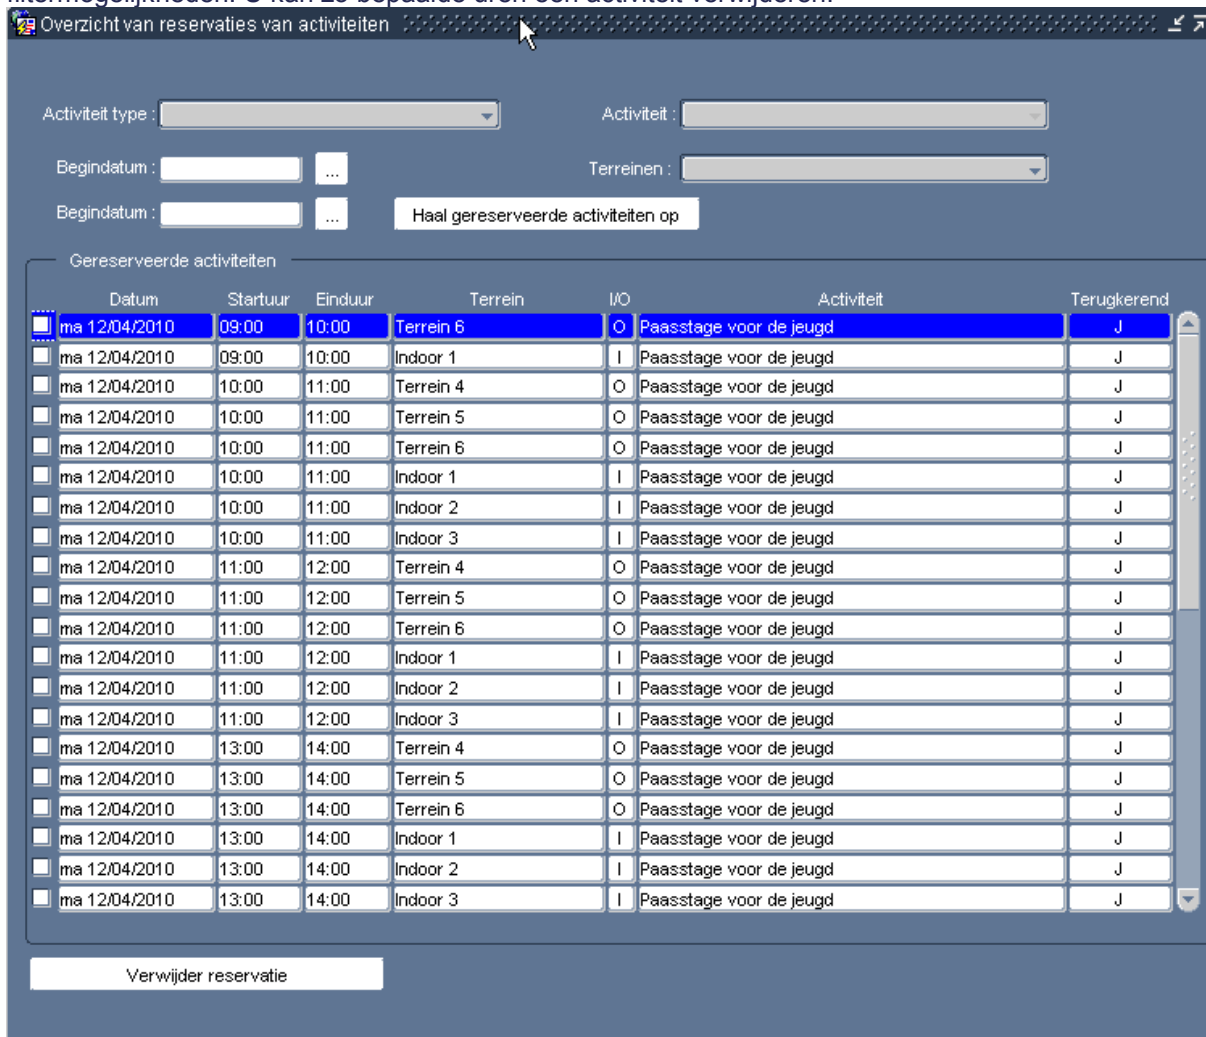 Overzicht van reservaties van activiteiten
Activiteit type : Activiteit :
Begindatum : ... Terreinen :
Begindatum : ... Haal gereserveerde activiteiten op
Gereserveerde activiteiten
Datum Startuur Einduur Terrein I/O Activiteit Terugkerend
ma 12/04/2010 09:00 10:00 Terrein 6 O Paasstage voor de jeugd J
ma 12/04/2010 09:00 10:00 Indoor 1 I Paasstage voor de jeugd J
ma 12/04/2010 10:00 11:00 Terrein 4 O Paasstage voor de jeugd J
ma 12/04/2010 10:00 11:00 Terrein 5 O Paasstage voor de jeugd J
ma 12/04/2010 10:00 11:00 Terrein 6 O Paasstage voor de jeugd J
ma 12/04/2010 10:00 11:00 Indoor 1 I Paasstage voor de jeugd J
ma 12/04/2010 10:00 11:00 Indoor 2 I Paasstage voor de jeugd J
ma 12/04/2010 10:00 11:00 Indoor 3 I Paasstage voor de jeugd J
ma 12/04/2010 11:00 12:00 Terrein 4 O Paasstage voor de jeugd J
ma 12/04/2010 11:00 12:00 Terrein 5 O Paasstage voor de jeugd J
ma 12/04/2010 11:00 12:00 Terrein 6 O Paasstage voor de jeugd J
ma 12/04/2010 11:00 12:00 Indoor 1 I Paasstage voor de jeugd J
ma 12/04/2010 11:00 12:00 Indoor 2 I Paasstage voor de jeugd J
ma 12/04/2010 11:00 12:00 Indoor 3 I Paasstage voor de jeugd J
ma 12/04/2010 13:00 14:00 Terrein 4 O Paasstage voor de jeugd J
ma 12/04/2010 13:00 14:00 Terrein 5 O Paasstage voor de jeugd J
ma 12/04/2010 13:00 14:00 Terrein 6 O Paasstage voor de jeugd J
ma 12/04/2010 13:00 14:00 Indoor 1 I Paasstage voor de jeugd J
ma 12/04/2010 13:00 14:00 Indoor 2 I Paasstage voor de jeugd J
ma 12/04/2010 13:00 14:00 Indoor 3 I Paasstage voor de jeugd J
Verwijder reservatie